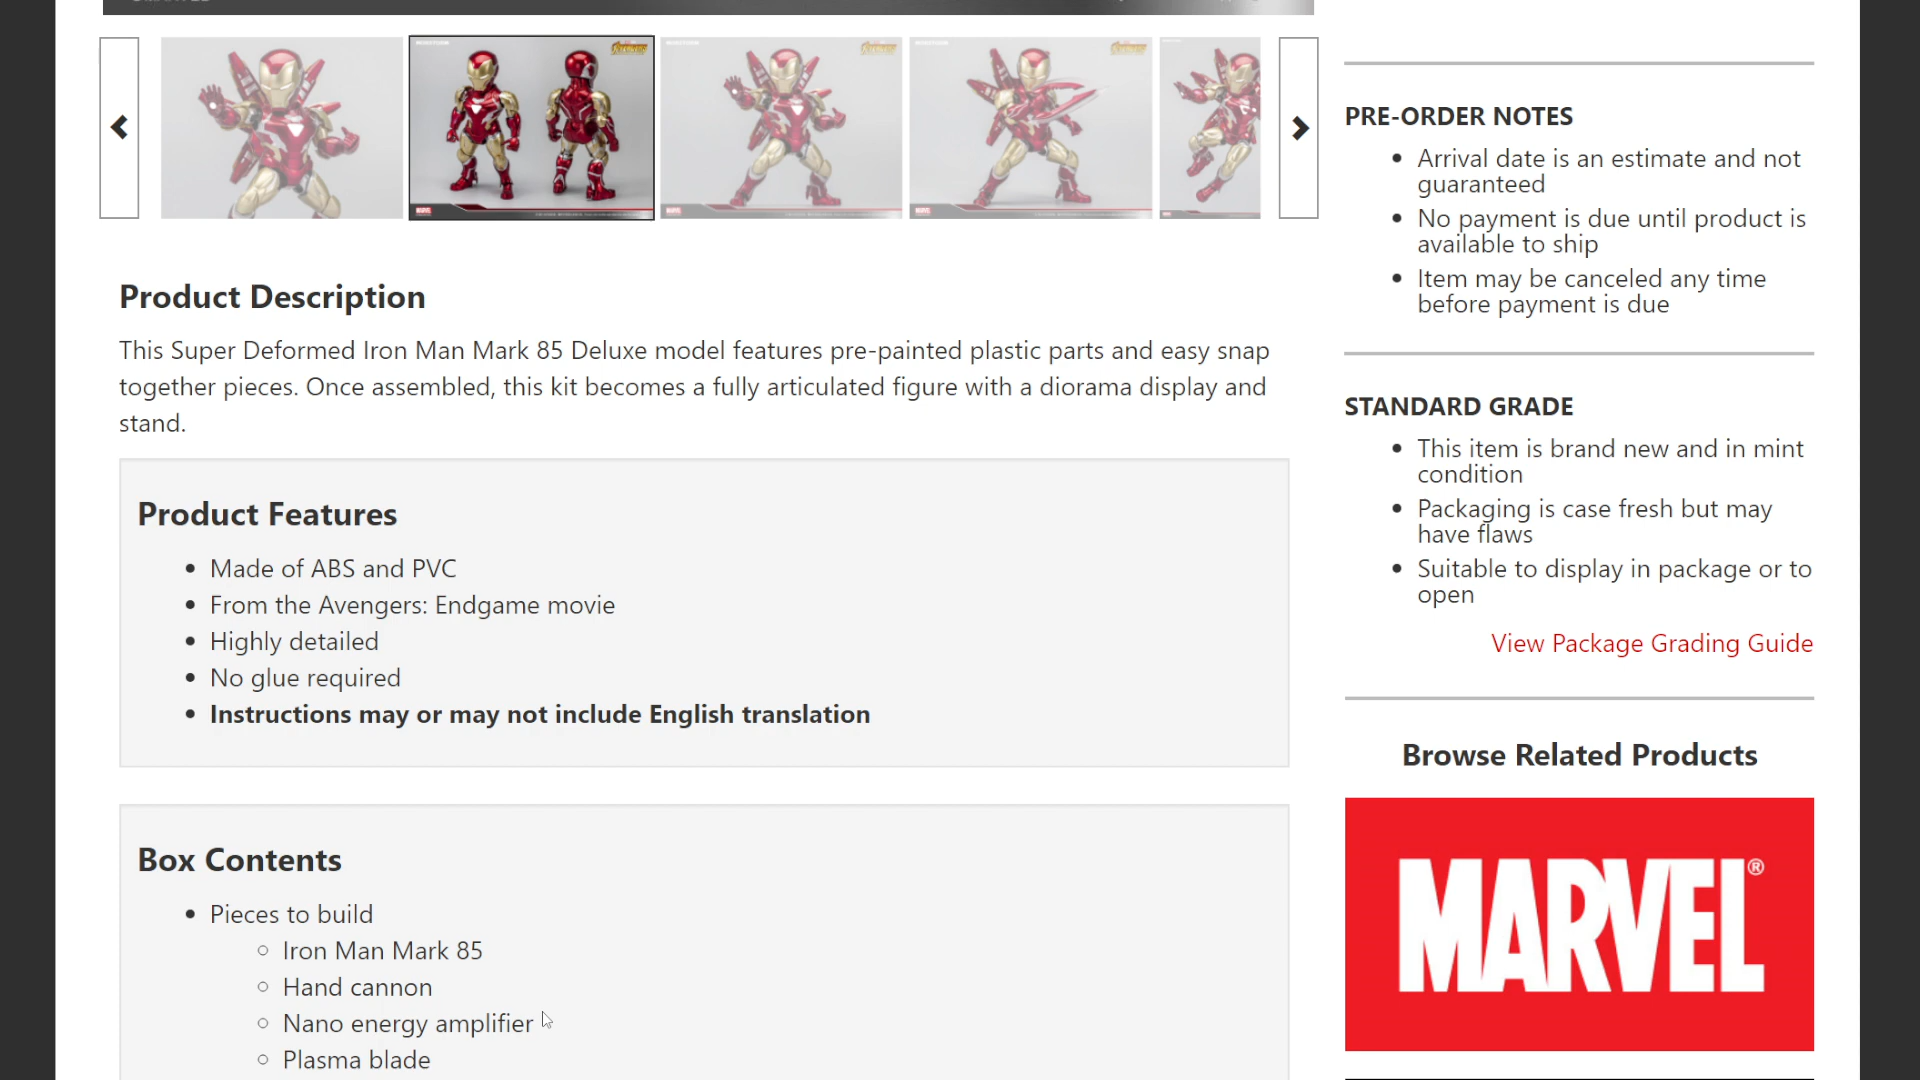 PRE-ORDER NOTES
Arrival date is an estimate and not
guaranteed
No payment is due until product is
available to ship
Item may be canceled any time
before payment is due
Product Description
This Super Deformed Iron Man Mark 85 Deluxe model features pre-painted plastic parts and easy snap
together pieces. Once assembled, this kit becomes a fully articulated figure with a diorama display and
stand.
Product Features
Made of ABS and PVC
From the Avengers: Endgame movie
Highly detailed
No glue required
Instructions may or may not include English translation
Box Contents
Pieces to build
Iron Man Mark 85
Hand cannon
Nano energy amplifier
Plasma blade
STANDARD GRADE
This item is brand new and in mint
condition
Packaging is case fresh but may
have flaws
Suitable to display in package or to
open
View Package Grading Guide
Browse Related Products
MARVEL®